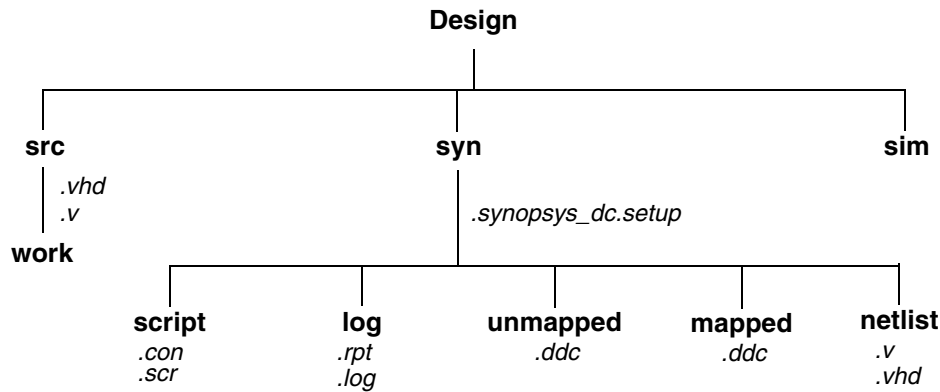 Design
src
syn
sim
.vhd
.v
.synopsys_dc.setup
work
script
log
unmapped
mapped
netlist
.con
.rpt
.ddc
.ddc
.v
.scr
.log
.vhd